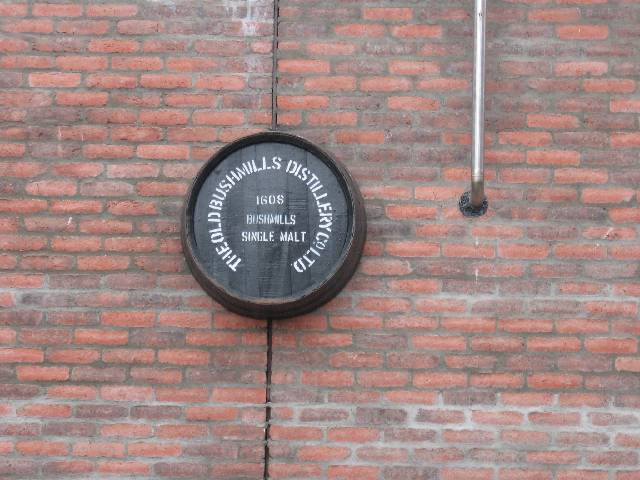 THE OLD BUSHMILLS DISTILLERY CO LTD.
1608
BUSHMILLS
SINGLE MALT